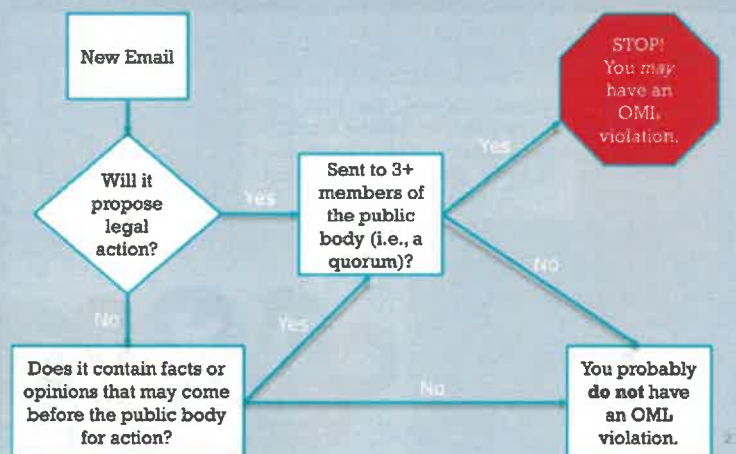 New Email
STOP!
You may
have an
OML
violation.
Will it
propose
legal
action?
Yes
Sent to 3+
members of
the public
body (i.e., a
quorum)?
Yes
No
No
Yes
Does it contain facts or
opinions that may come
before the public body
for action?
No
You probably
do not have
an OML
violation.